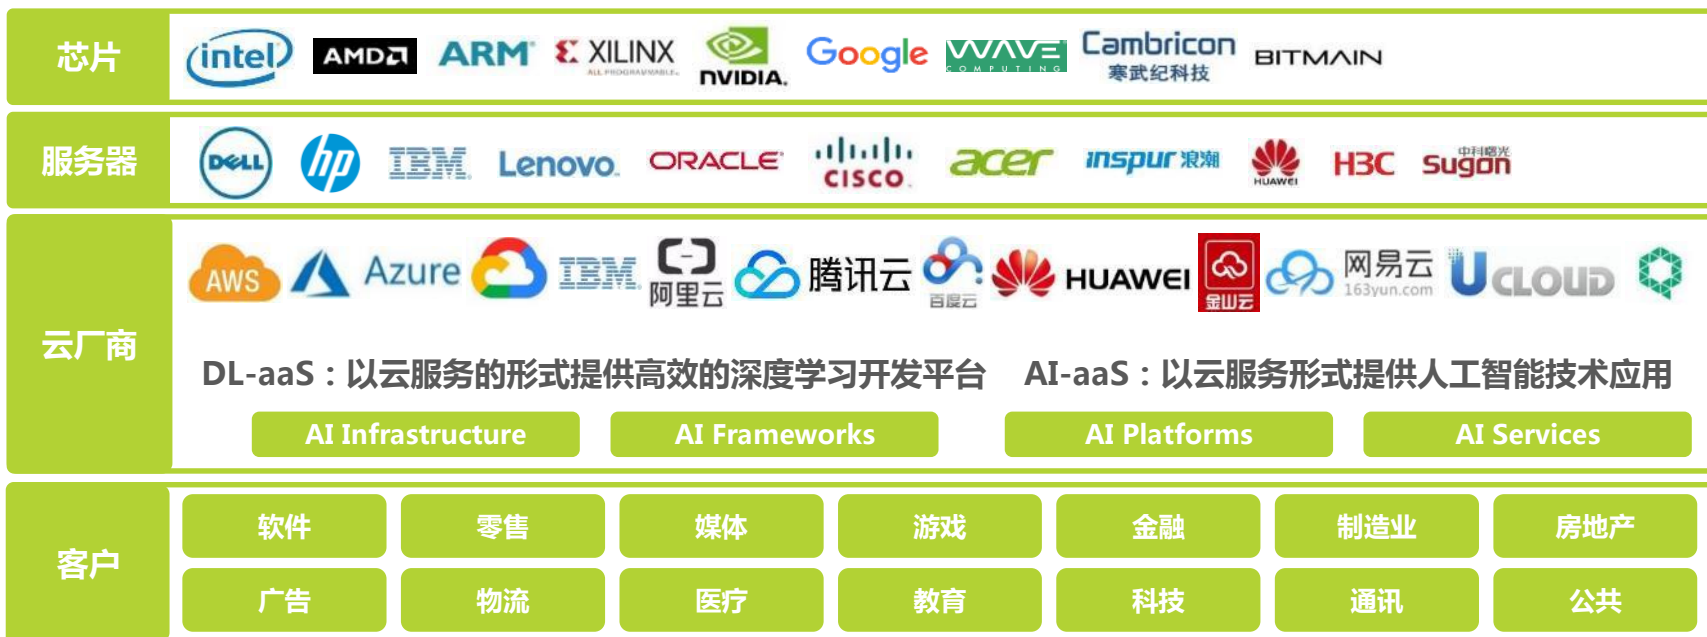 芯片
intel AMD ARM XILINX ALL PROGRAMMABLE NVIDIA Google WAVE COMPUTING Cambricon 寒武纪科技 BITMAIN
服务器
DELL hp IBM Lenovo ORACLE CISCO acer inspur 浪潮 HUAWEI H3C 中科曙光 sugon
云厂商
AWS Azure IBM 阿里云 腾讯云 百度云 HUAWEI 金山云 网易云 163yun.com UCLOUD
DL-aaS：以云服务的形式提供高效的深度学习开发平台 AI-aaS：以云服务形式提供人工智能技术应用
AI Infrastructure AI Frameworks AI Platforms AI Services
客户
软件 零售 媒体 游戏 金融 制造业 房地产
广告 物流 医疗 教育 科技 通讯 公共